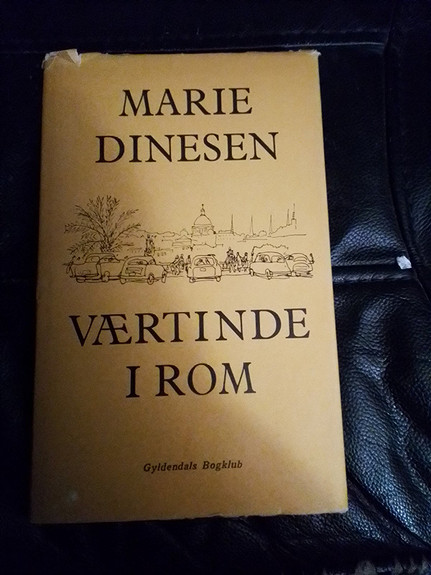 MARIE
DINESEN
VÆRTINDE
I ROM
Gyldendals Bogklub